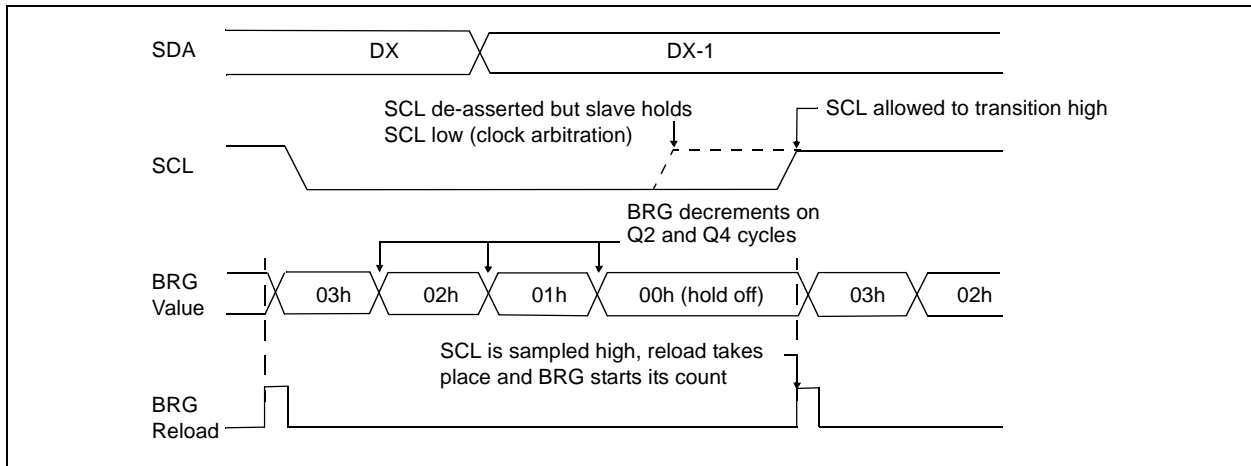 SDA
DX
DX-1
SCL de-asserted but slave holds
SCL low (clock arbitration)
SCL allowed to transition high
SCL
BRG decrements on
Q2 and Q4 cycles
BRG
Value
03h
02h
01h
00h (hold off)
03h
02h
SCL is sampled high, reload takes
place and BRG starts its count
BRG
Reload